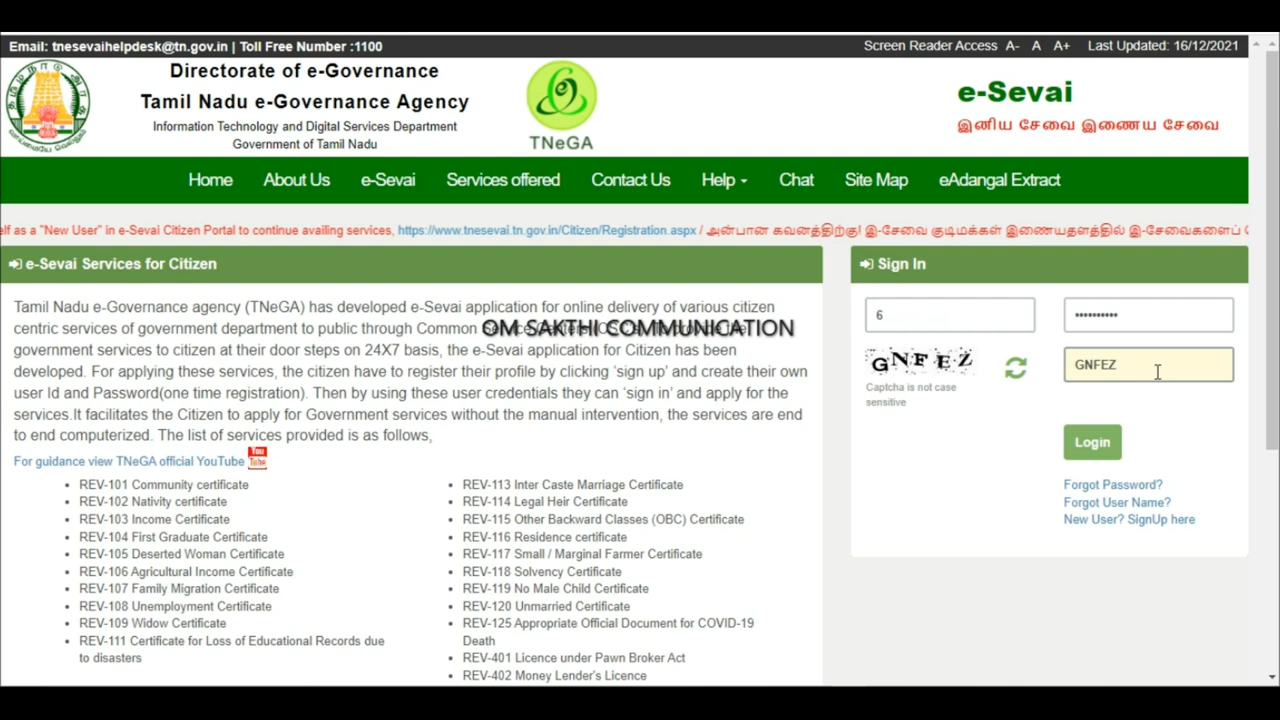 Email: tnesevaihelpdesk@tn.gov.in | Toll Free Number :1100
Screen Reader Access A- A A+ Last Updated: 16/12/2021
Directorate of e-Governance
Tamil Nadu e-Governance Agency
Information Technology and Digital Services Department
Government of Tamil Nadu
TNeGA
e-Sevai
இனிய சேவை இணைய சேவை
Home About Us e-Sevai Services offered Contact Us Help Chat Site Map eAdangal Extract
elf as a "New User" in e-Sevai Citizen Portal to continue availing services, https://www.tnesevai.tn.gov.in/Citizen/Registration.aspx / அன்பான கவனத்திற்கு! இ-சேவை குடிமக்கள் இணையதளத்தில் இ-சேவைகளைப்
e-Sevai Services for Citizen
Tamil Nadu e-Governance agency (TNeGA) has developed e-Sevai application for online delivery of various citizen
centric services of government department to public through Common
OM SAKTHI COMMUNICATION
government services to citizen at their door steps on 24X7 basis, the e-Sevai application for Citizen has been
developed. For applying these services, the citizen have to register their profile by clicking ‘sign up’ and create their own
user Id and Password(one time registration). Then by using these user credentials they can ‘sign in’ and apply for the
services.It facilitates the Citizen to apply for Government services without the manual intervention, the services are end
to end computerized. The list of services provided is as follows,
For guidance view TNeGA official YouTube You Tube
REV-101 Community certificate
REV-102 Nativity certificate
REV-103 Income Certificate
REV-104 First Graduate Certificate
REV-105 Deserted Woman Certificate
REV-106 Agricultural Income Certificate
REV-107 Family Migration Certificate
REV-108 Unemployment Certificate
REV-109 Widow Certificate
REV-111 Certificate for Loss of Educational Records due
to disasters
REV-113 Inter Caste Marriage Certificate
REV-114 Legal Heir Certificate
REV-115 Other Backward Classes (OBC) Certificate
REV-116 Residence certificate
REV-117 Small / Marginal Farmer Certificate
REV-118 Solvency Certificate
REV-119 No Male Child Certificate
REV-120 Unmarried Certificate
REV-125 Appropriate Official Document for COVID-19
Death
REV-401 Licence under Pawn Broker Act
REV-402 Money Lender's Licence
Sign In
6 ••••••••••
GNFEZ GNFEZ
Captcha is not case
sensitive
Login
Forgot Password?
Forgot User Name?
New User? SignUp here